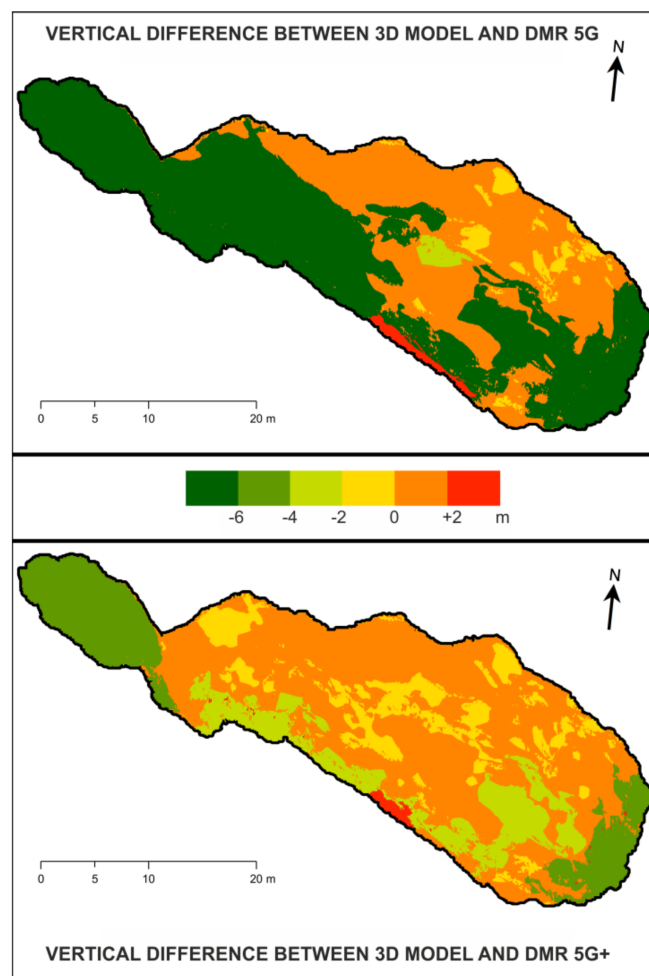 VERTICAL DIFFERENCE BETWEEN 3D MODEL AND DMR 5G
N
0 5 10 20 m
-6 -4 -2 0 +2 m
N
0 5 10 20 m
VERTICAL DIFFERENCE BETWEEN 3D MODEL AND DMR 5G+